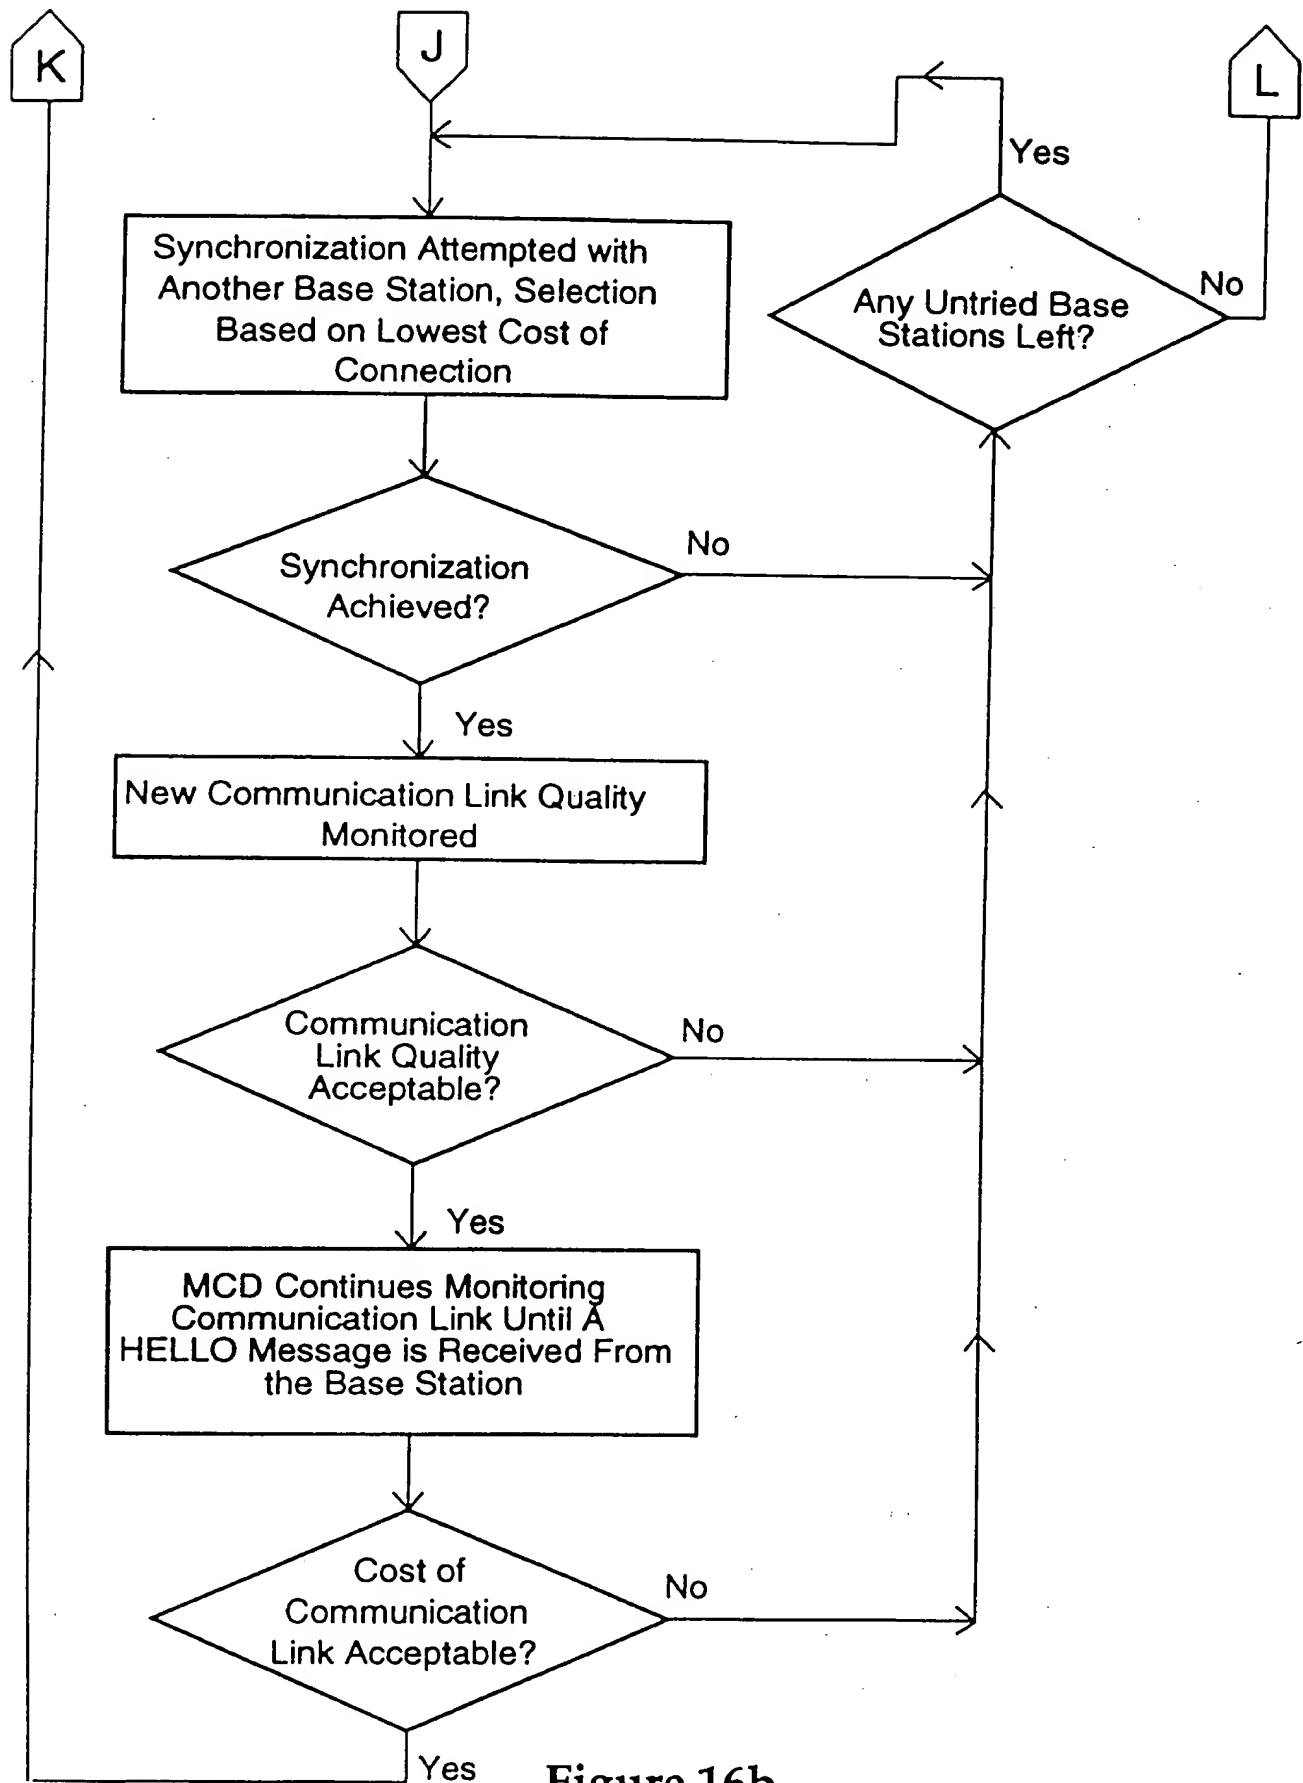 K
J
L
Yes
Synchronization Attempted with
Another Base Station, Selection
Based on Lowest Cost of
Connection
No
Any Untried Base
Stations Left?
No
Synchronization
Achieved?
Yes
New Communication Link Quality
Monitored
Communication
Link Quality
Acceptable?
No
Yes
MCD Continues Monitoring
Communication Link Until A
HELLO Message is Received From
the Base Station
Cost of
Communication
Link Acceptable?
No
Yes
Figure 16b